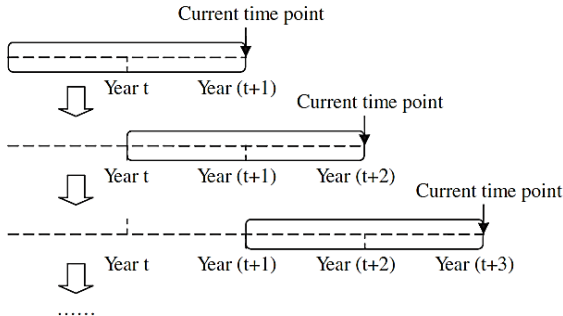 Current time point
Year t Year (t+1)
Current time point
Year t Year (t+1) Year (t+2)
Current time point
Year t Year (t+1) Year (t+2) Year (t+3)
......